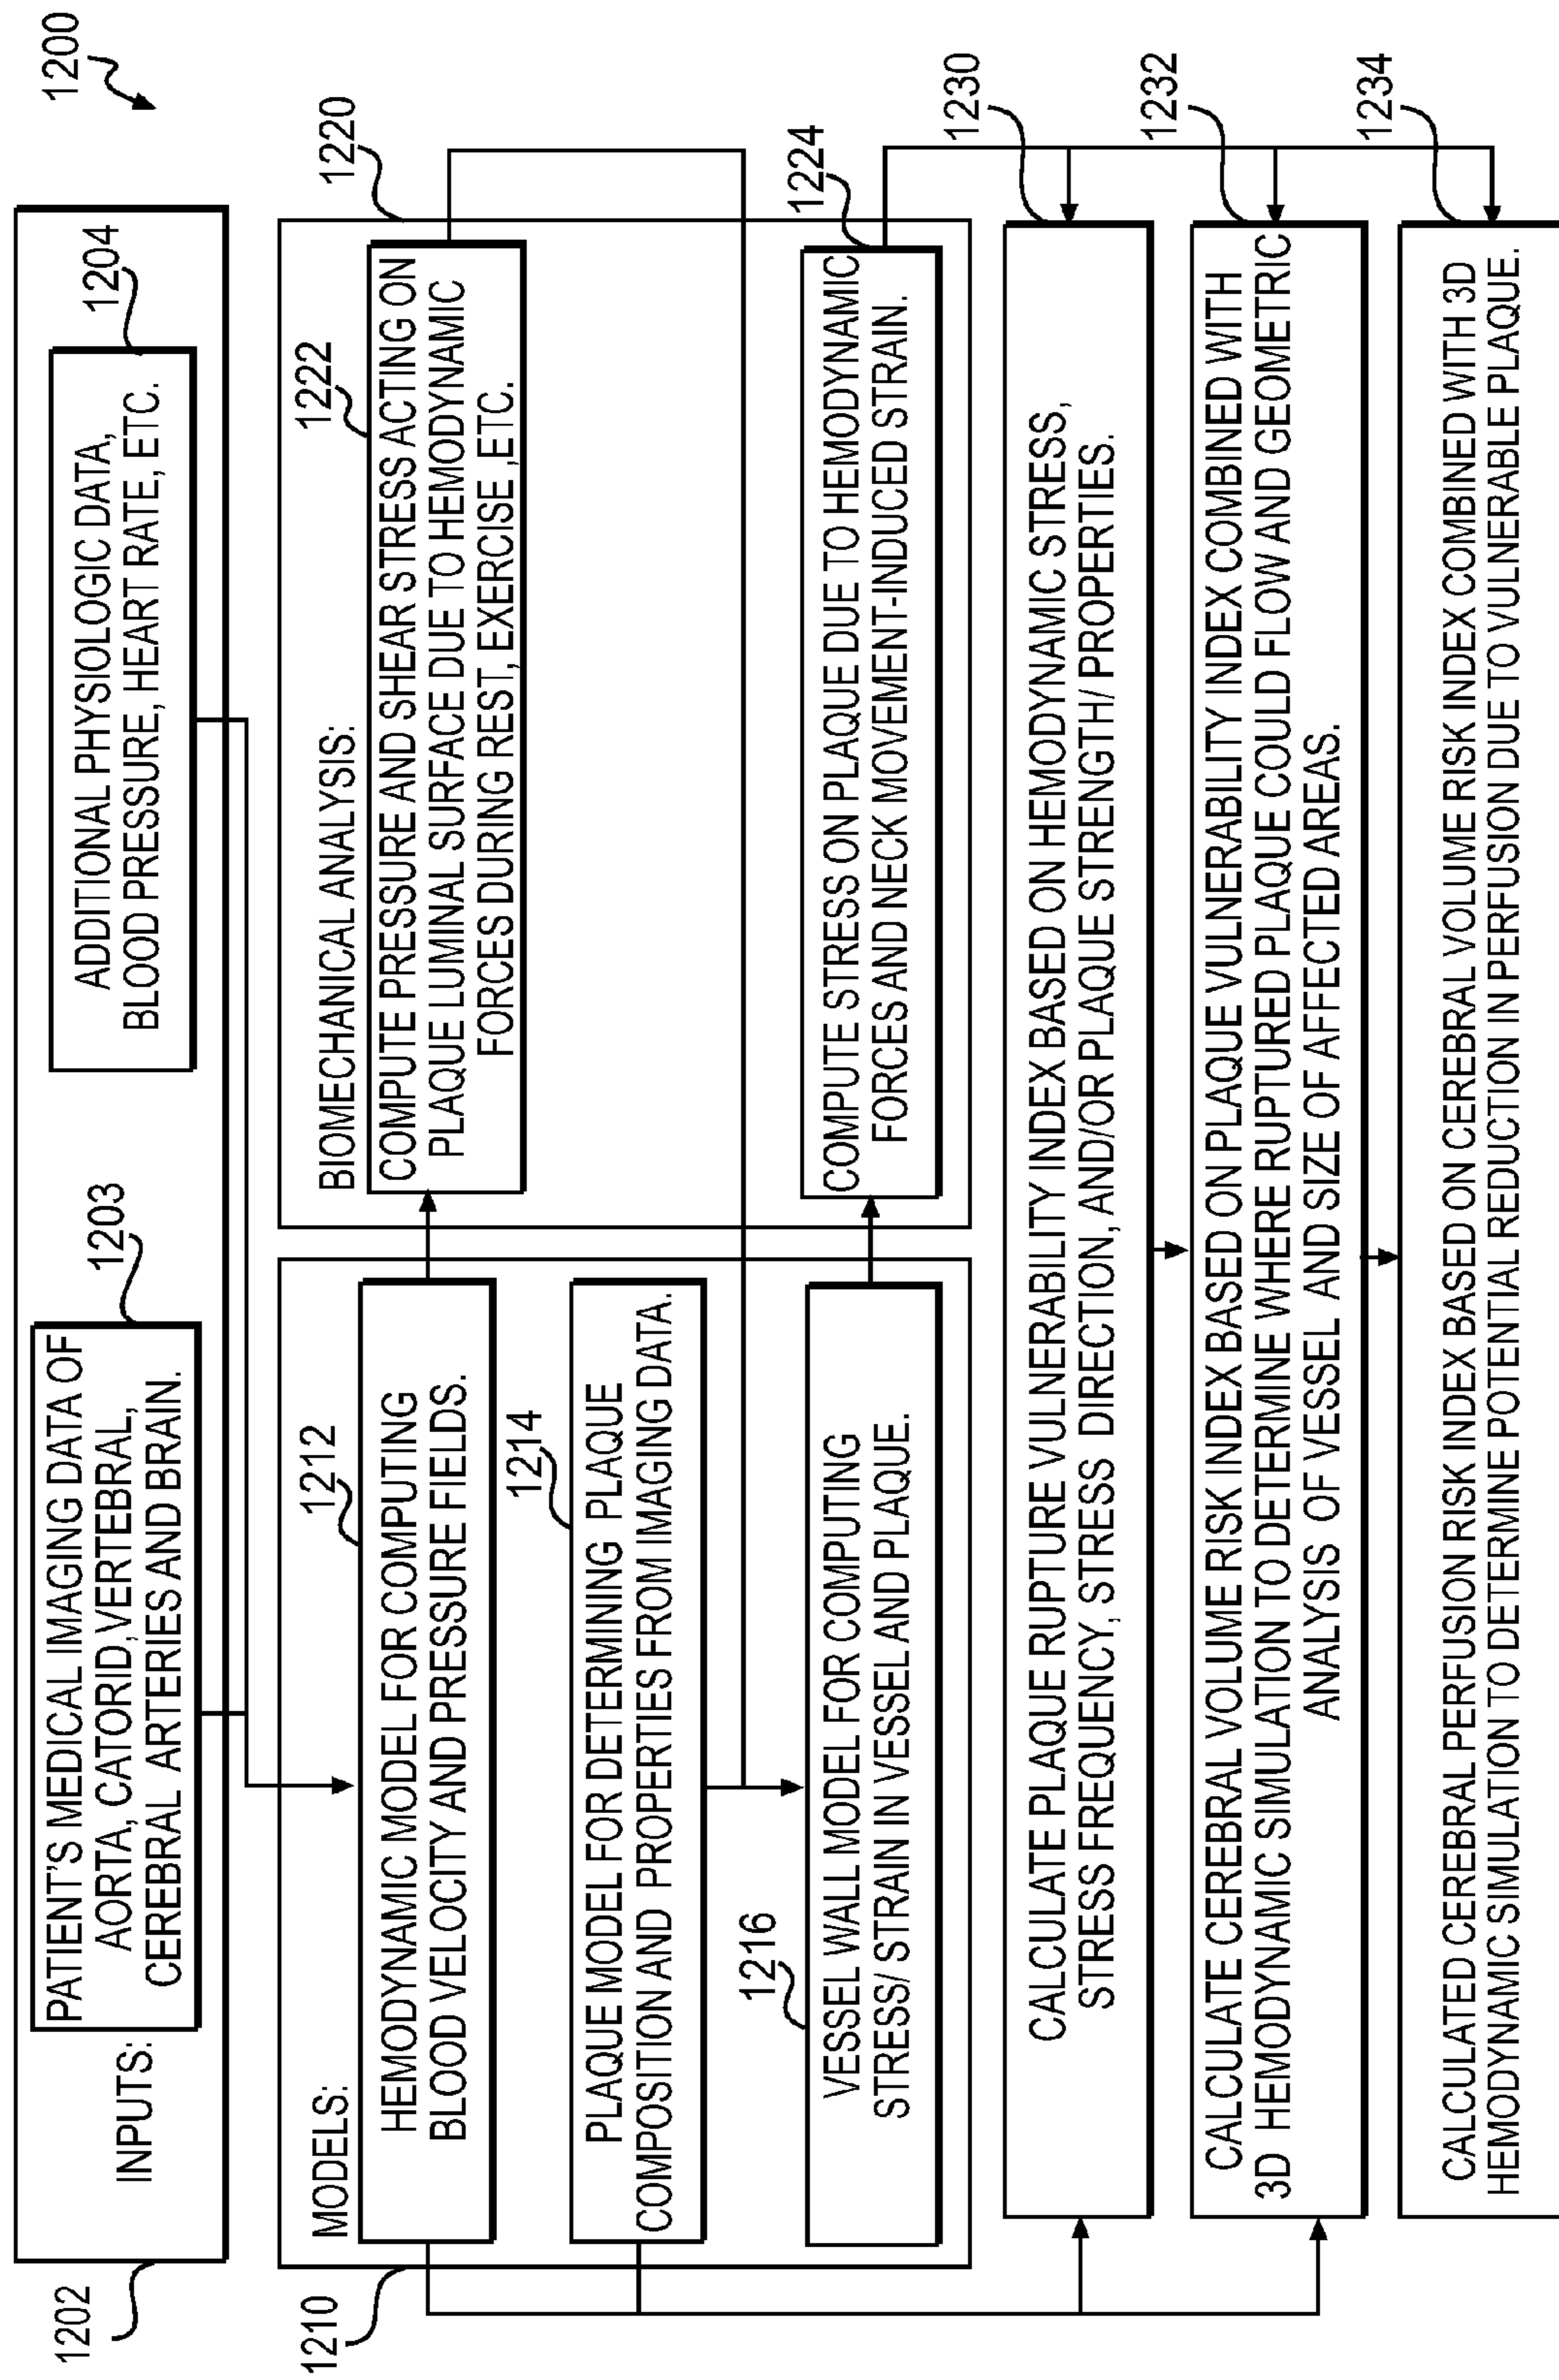 1200
1202
INPUTS:
1203
PATIENT'S MEDICAL IMAGING DATA OF
AORTA, CATORID, VERTEBRAL,
CEREBRAL ARTERIES AND BRAIN.
1204
ADDITIONAL PHYSIOLOGIC DATA,
BLOOD PRESSURE, HEART RATE, ETC.
1210
MODELS:
1212
HEMODYNAMIC MODEL FOR COMPUTING
BLOOD VELOCITY AND PRESSURE FIELDS.
1214
PLAQUE MODEL FOR DETERMINING PLAQUE
COMPOSITION AND PROPERTIES FROM IMAGING DATA.
1216
VESSEL WALL MODEL FOR COMPUTING
STRESS/ STRAIN IN VESSEL AND PLAQUE.
1220
BIOMECHANICAL ANALYSIS:
1222
COMPUTE PRESSURE AND SHEAR STRESS ACTING ON
PLAQUE LUMINAL SURFACE DUE TO HEMODYNAMIC
FORCES DURING REST, EXERCISE ,ETC.
1224
COMPUTE STRESS ON PLAQUE DUE TO HEMODYNAMIC
FORCES AND NECK MOVEMENT-INDUCED STRAIN.
1230
CALCULATE PLAQUE RUPTURE VULNERABILITY INDEX BASED ON HEMODYNAMIC STRESS,
STRESS FREQUENCY, STRESS DIRECTION, AND/OR PLAQUE STRENGTH/ PROPERTIES.
1232
CALCULATE CEREBRAL VOLUME RISK INDEX BASED ON PLAQUE VULNERABILITY INDEX COMBINED WITH
3D HEMODYNAMIC SIMULATION TO DETERMINE WHERE RUPTURED PLAQUE COULD FLOW AND GEOMETRIC
ANALYSIS OF VESSEL AND SIZE OF AFFECTED AREAS.
1234
CALCULATED CEREBRAL PERFUSION RISK INDEX BASED ON CEREBRAL VOLUME RISK INDEX COMBINED WITH 3D
HEMODYNAMIC SIMULATION TO DETERMINE POTENTIAL REDUCTION IN PERFUSION DUE TO VULNERABLE PLAQUE.